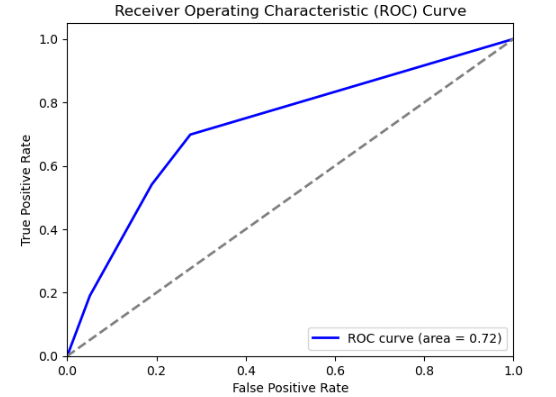 Receiver Operating Characteristic (ROC) Curve
1.0
0.8
0.6
0.4
0.2
0.0
True Positive Rate
ROC curve (area = 0.72)
0.0 0.2 0.4 0.6 0.8 1.0
False Positive Rate